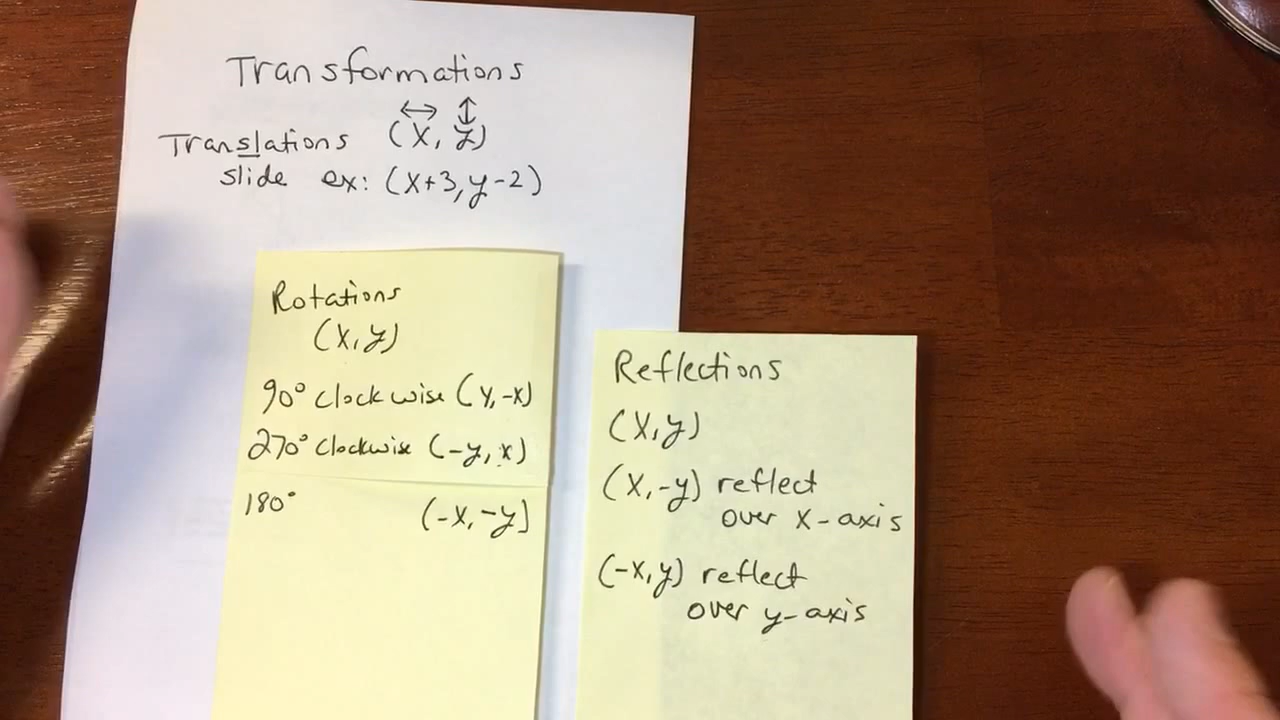 Transformations
↔ ↕
Translations (x, y)
slide ex: (x+3, y-2)
Rotations
(x, y)
90° clockwise (y, -x)
270° clockwise (-y, x)
180° (-x, -y]
Reflections
(x, y)
(x, -y) reflect
over x-axis
(-x, y) reflect
over y-axis